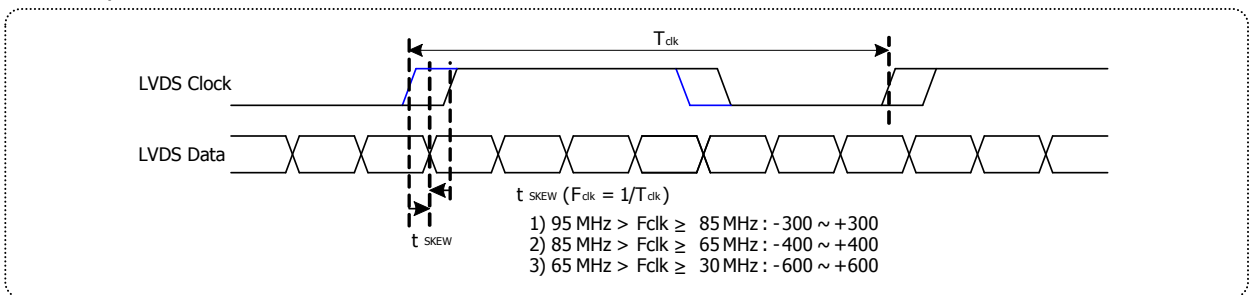 Tclk
LVDS Clock
LVDS Data
t SKEW (Fclk = 1/Tclk)
1) 95 MHz > Fclk ≥ 85 MHz : -300 ~ +300
t SKEW
2) 85 MHz > Fclk ≥ 65 MHz : -400 ~ +400
3) 65 MHz > Fclk ≥ 30 MHz : -600 ~ +600